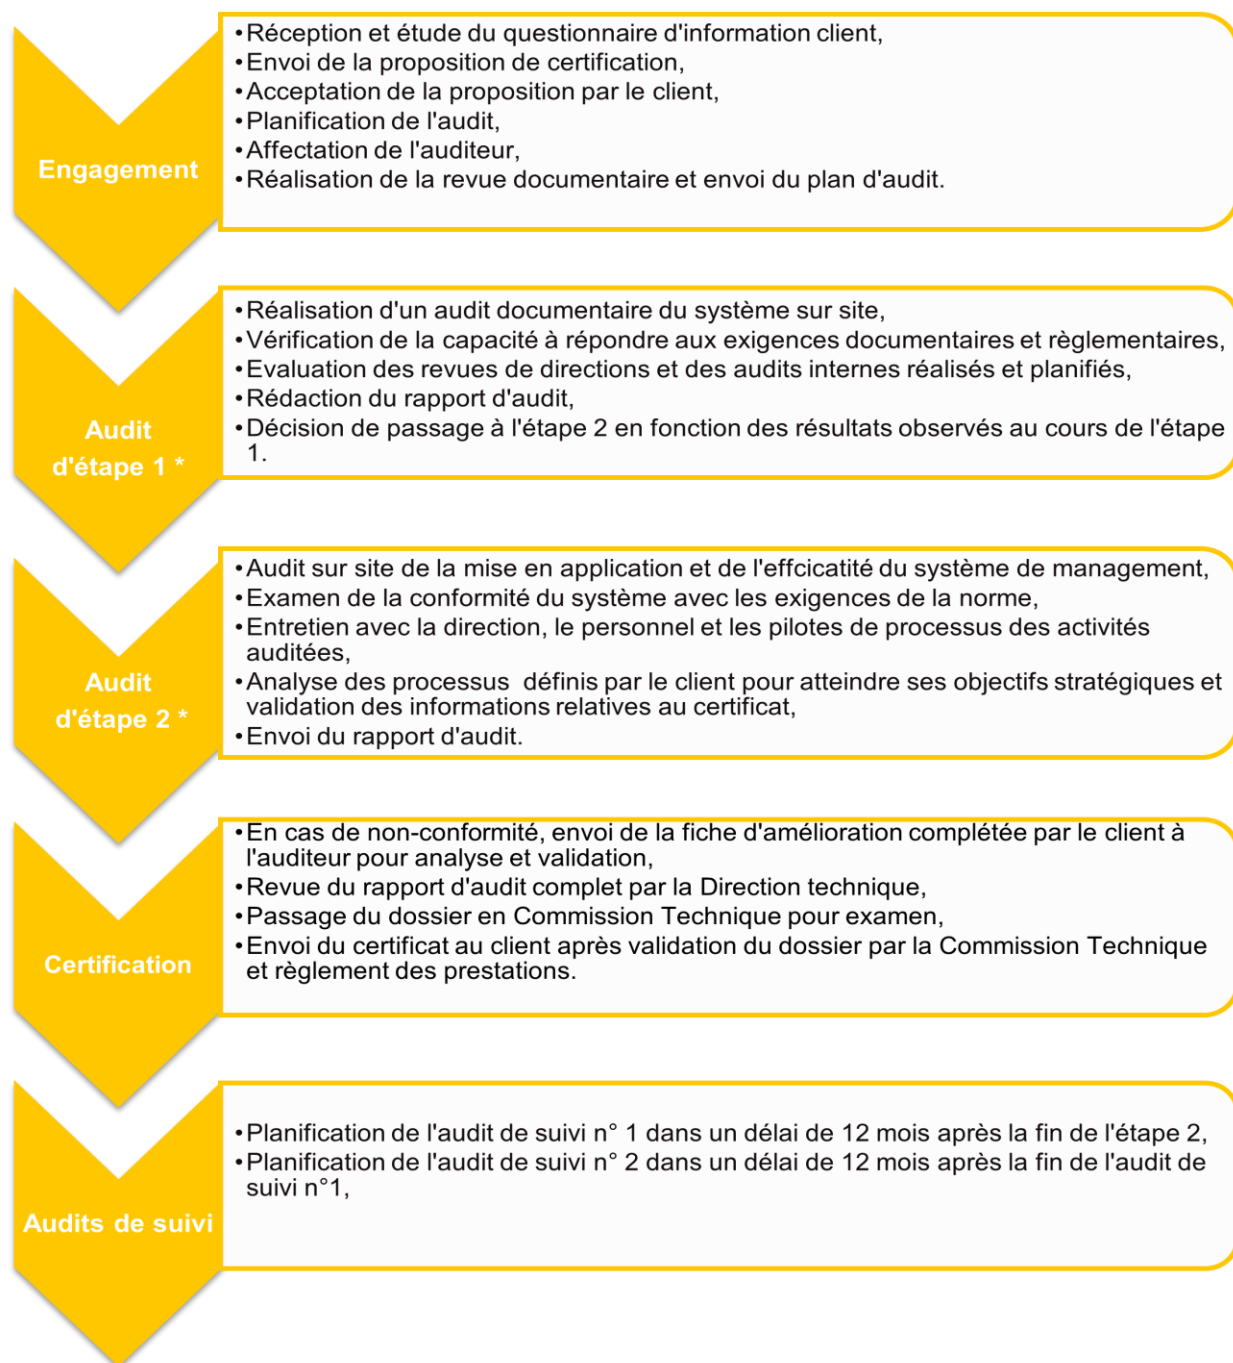 Engagement
•Réception et étude du questionnaire d'information client,
•Envoi de la proposition de certification,
•Acceptation de la proposition par le client,
•Planification de l'audit,
•Affectation de l'auditeur,
•Réalisation de la revue documentaire et envoi du plan d'audit.
Audit
d'étape 1 *
•Réalisation d'un audit documentaire du système sur site,
•Vérification de la capacité à répondre aux exigences documentaires et règlementaires,
•Evaluation des revues de directions et des audits internes réalisés et planifiés,
•Rédaction du rapport d'audit,
•Décision de passage à l'étape 2 en fonction des résultats observés au cours de l'étape
1.
Audit
d'étape 2 *
•Audit sur site de la mise en application et de l'effcicatité du système de management,
•Examen de la conformité du système avec les exigences de la norme,
•Entretien avec la direction, le personnel et les pilotes de processus des activités
auditées,
•Analyse des processus  définis par le client pour atteindre ses objectifs stratégiques et
validation des informations relatives au certificat,
•Envoi du rapport d'audit.
Certification
•En cas de non-conformité, envoi de la fiche d'amélioration complétée par le client à
l'auditeur pour analyse et validation,
•Revue du rapport d'audit complet par la Direction technique,
•Passage du dossier en Commission Technique pour examen,
•Envoi du certificat au client après validation du dossier par la Commission Technique
et règlement des prestations.
Audits de suivi
•Planification de l'audit de suivi n° 1 dans un délai de 12 mois après la fin de l'étape 2,
•Planification de l'audit de suivi n° 2 dans un délai de 12 mois après la fin de l'audit de
suivi n°1,